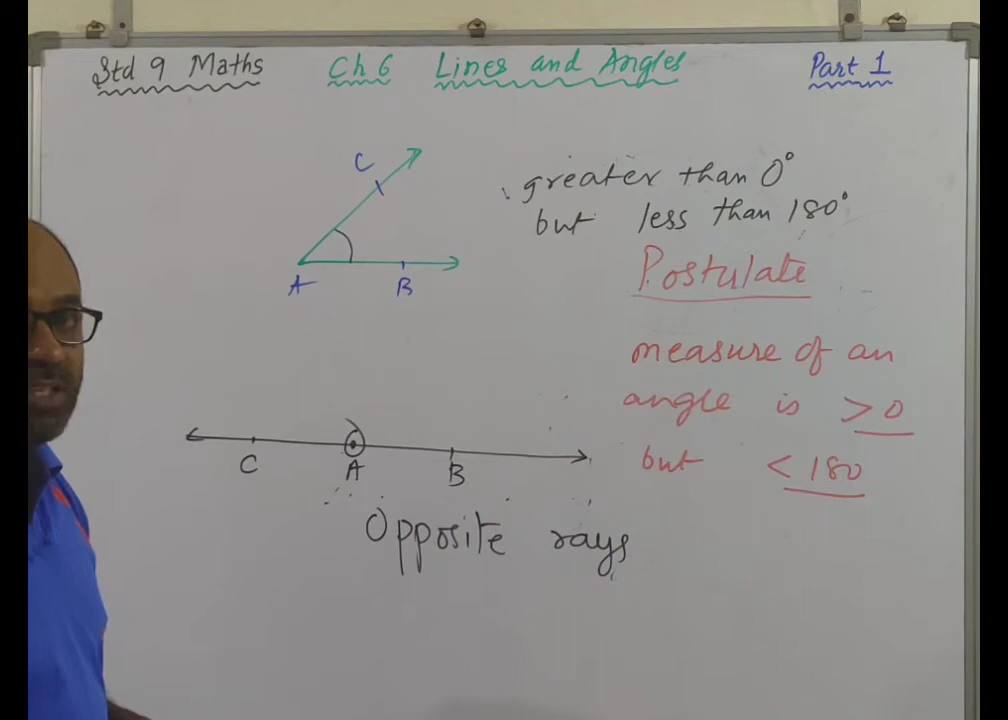 Std 9 Maths Ch 6 Lines and Angles Part 1
C
A B
greater than 0°
but less than 180°
Postulate
measure of an
angle is > 0
but < 180
C A B
Opposite rays